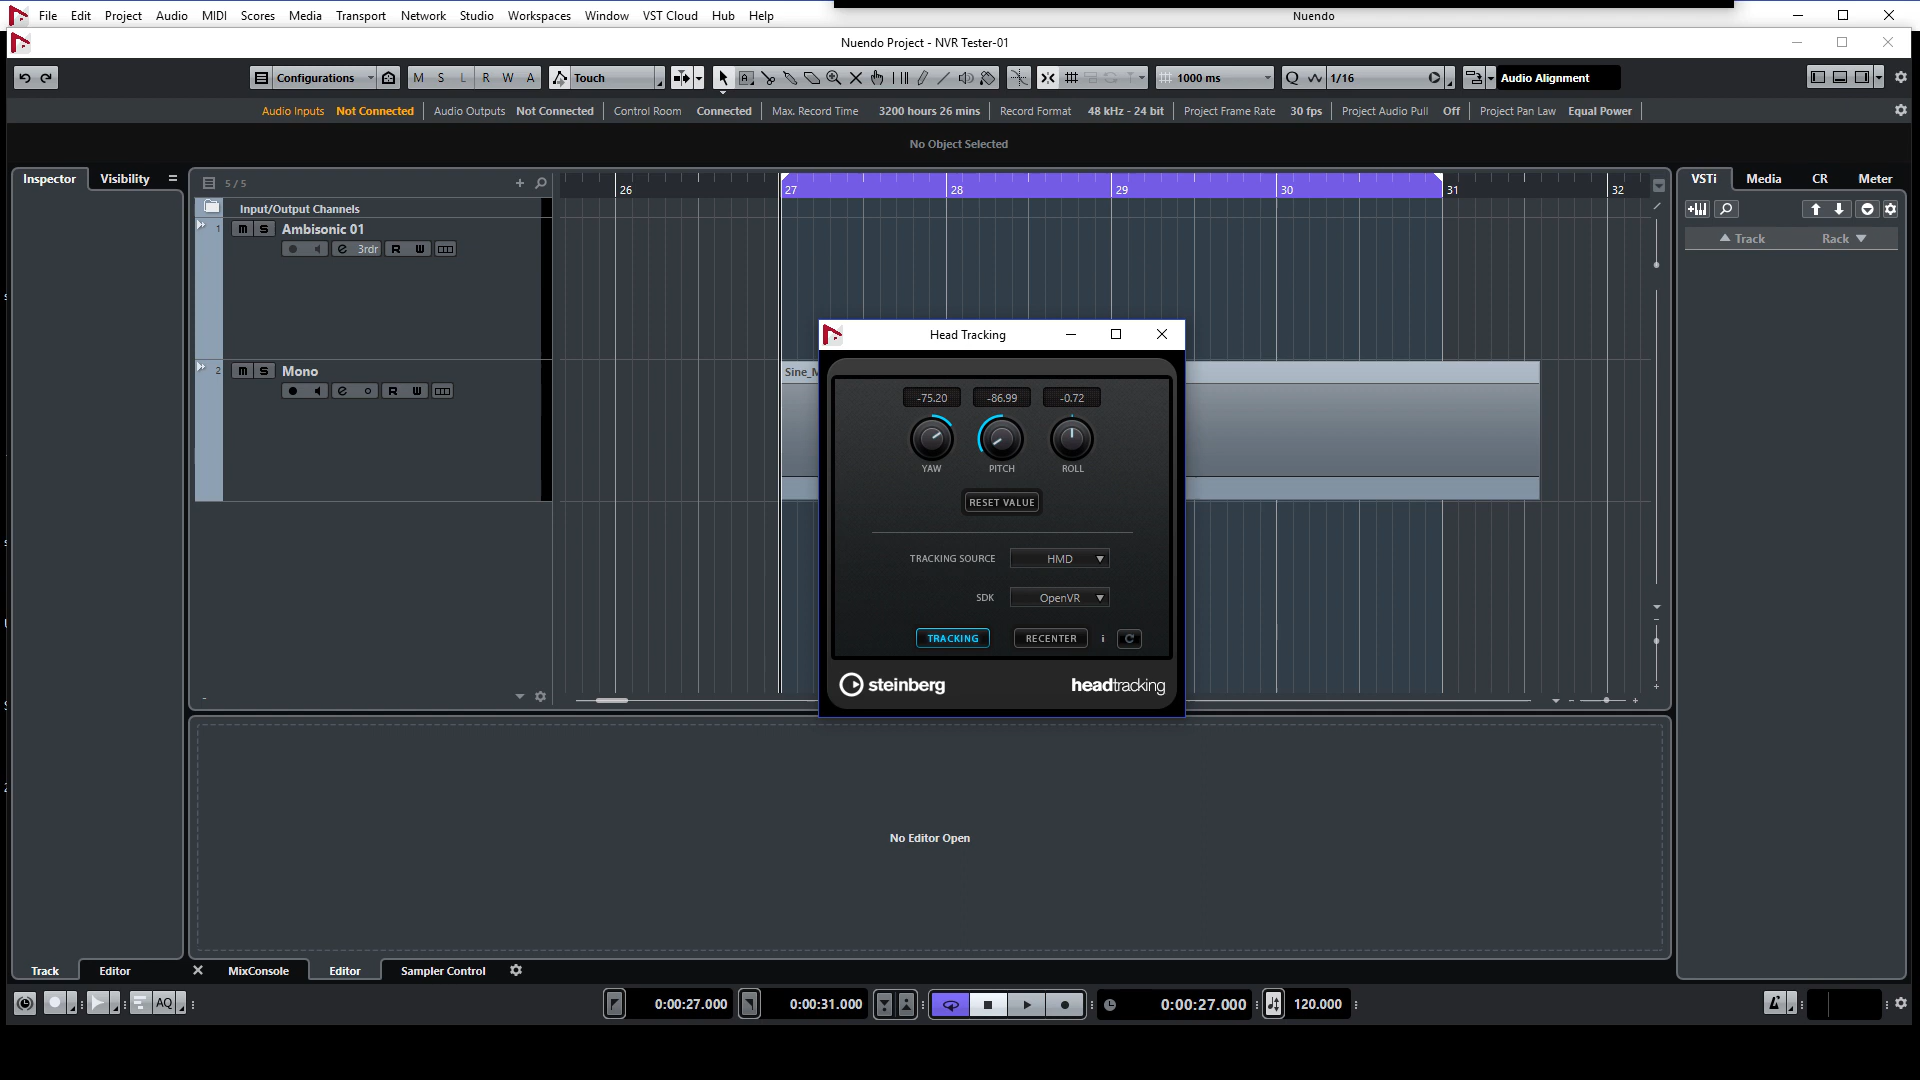 File Edit Project Audio MIDI Scores Media Transport Network Studio Workspaces Window VST Cloud Hub Help Nuendo
Nuendo Project - NVR Tester-01
Configurations M S L R W A Touch 1000 ms Q 1/16 Audio Alignment
Audio Inputs Not Connected Audio Outputs Not Connected Control Room Connected Max. Record Time 3200 hours 26 mins Record Format 48 kHz - 24 bit Project Frame Rate 30 fps Project Audio Pull Off Project Pan Law Equal Power
No Object Selected
Inspector Visibility
5 / 5
26 27 28 29 30 31 32
VSTi Media CR Meter
Input/Output Channels
1 m S Ambisonic 01
e 3rdr R W
Track Rack
2 m S Mono
e R W
Sine_M
Head Tracking
-75.20 -86.99 -0.72
YAW PITCH ROLL
RESET VALUE
TRACKING SOURCE HMD
SDK OpenVR
TRACKING RECENTER i
steinberg headtracking
No Editor Open
Track Editor MixConsole Editor Sampler Control
AQ 0:00:27.000 0:00:31.000 0:00:27.000 120.000